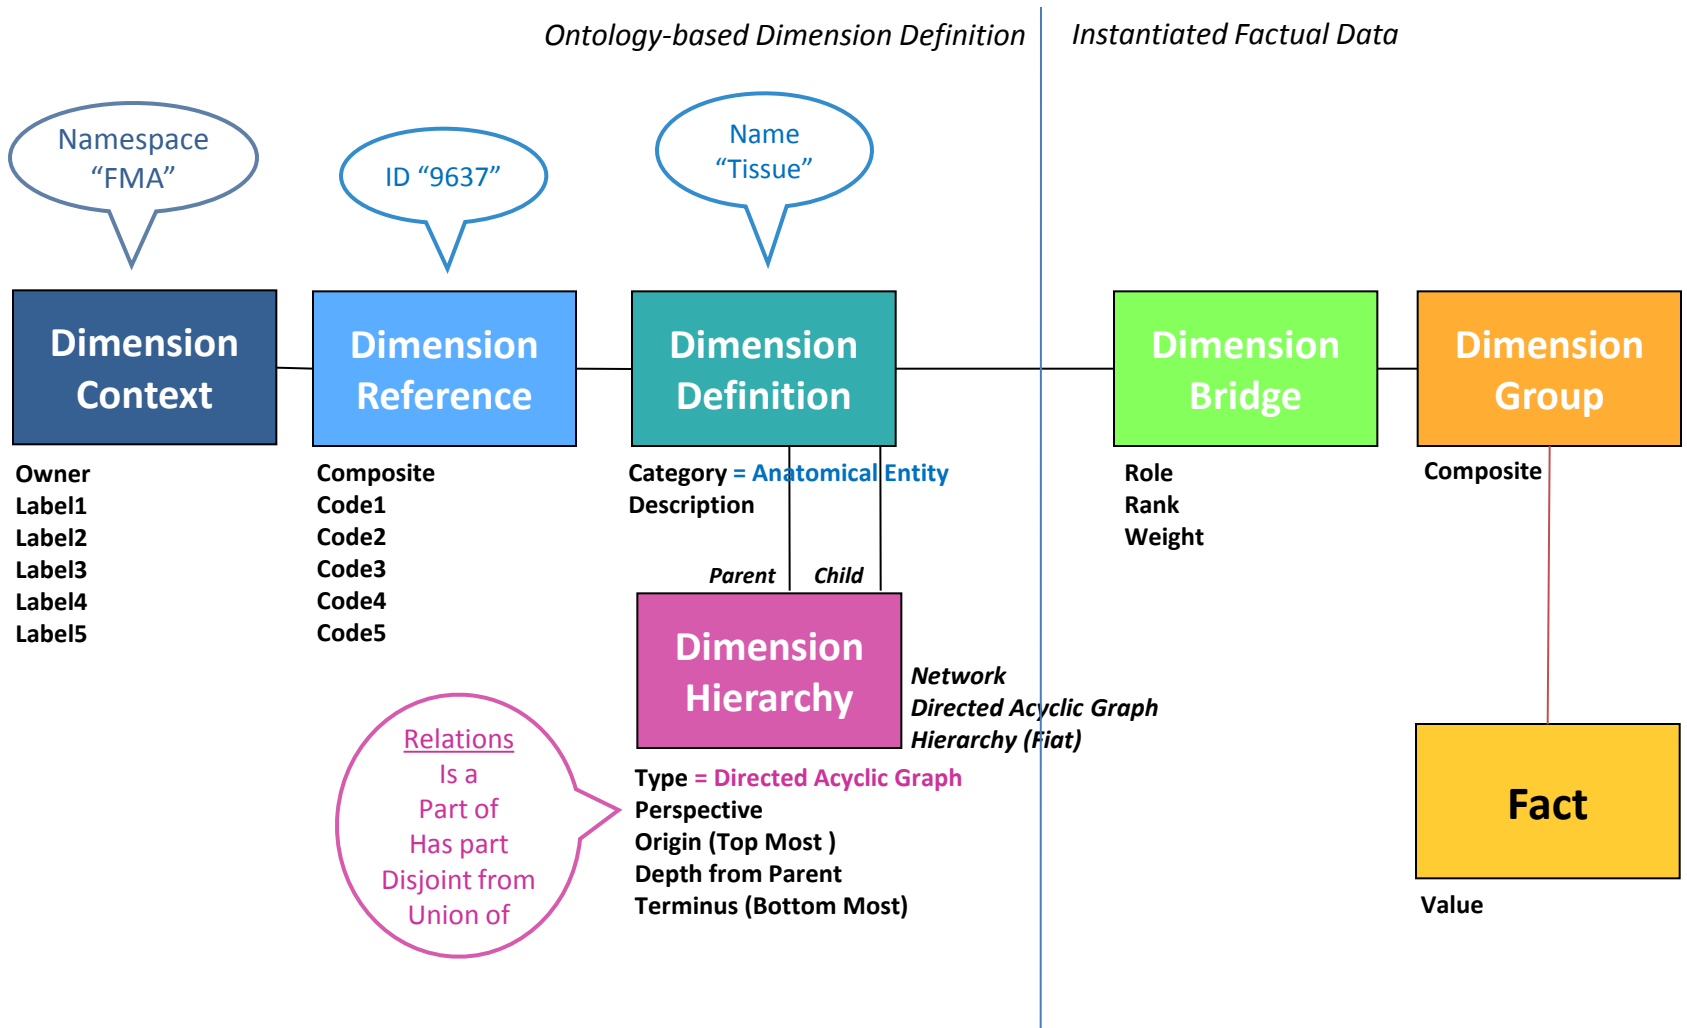 Ontology-based Dimension Definition
Instantiated Factual Data
Namespace
“FMA”
ID “9637”
Name
“Tissue”
Dimension
Context
Dimension
Reference
Dimension
Definition
Dimension
Bridge
Dimension
Group
Owner
Label1
Label2
Label3
Label4
Label5
Composite
Code1
Code2
Code3
Code4
Code5
Category = Anatomical Entity
Description
Role
Rank
Weight
Composite
Parent
Child
Dimension
Hierarchy
Network
Directed Acyclic Graph
Hierarchy (Fiat)
Relations
Is a
Part of
Has part
Disjoint from
Union of
Type = Directed Acyclic Graph
Perspective
Origin (Top Most )
Depth from Parent
Terminus (Bottom Most)
Fact
Value